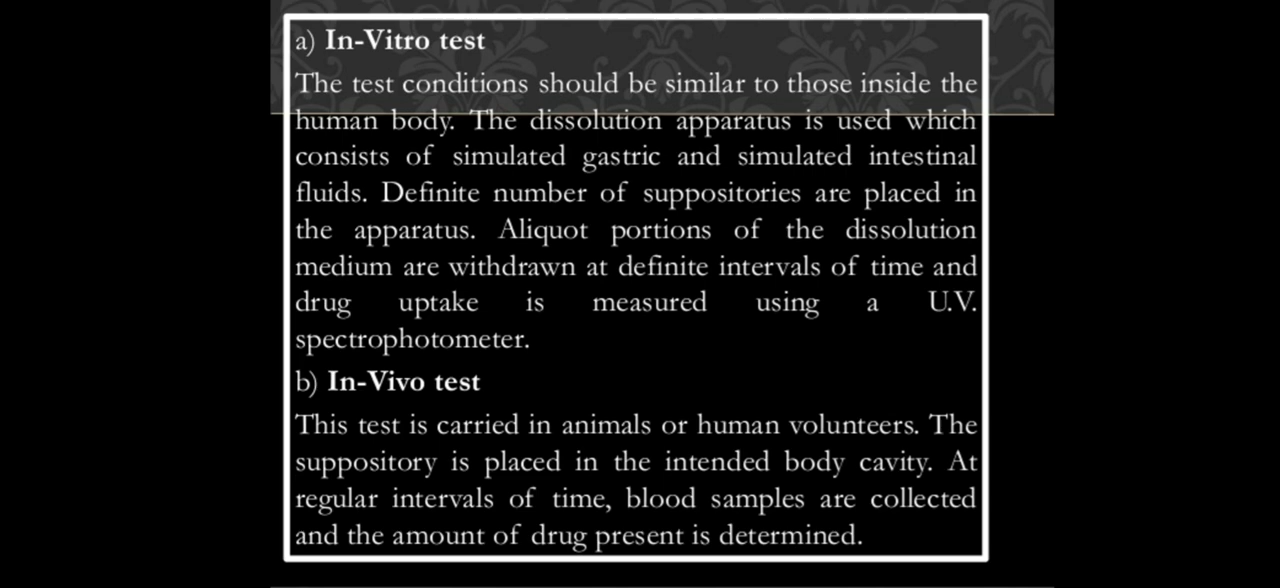 a) In-Vitro test
The test conditions should be similar to those inside the
human body. The dissolution apparatus is used which
consists of simulated gastric and simulated intestinal
fluids. Definite number of suppositories are placed in
the apparatus. Aliquot portions of the dissolution
medium are withdrawn at definite intervals of time and
drug uptake is measured using a U.V.
spectrophotometer.
b) In-Vivo test
This test is carried in animals or human volunteers. The
suppository is placed in the intended body cavity. At
regular intervals of time, blood samples are collected
and the amount of drug present is determined.